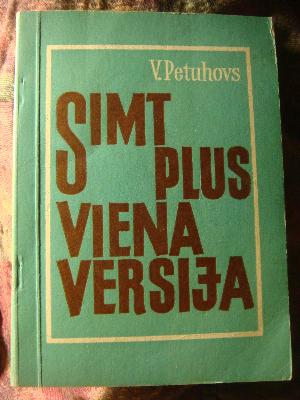 V. Petuhovs
SIMT
PLUS
VIENA
VERSIJA